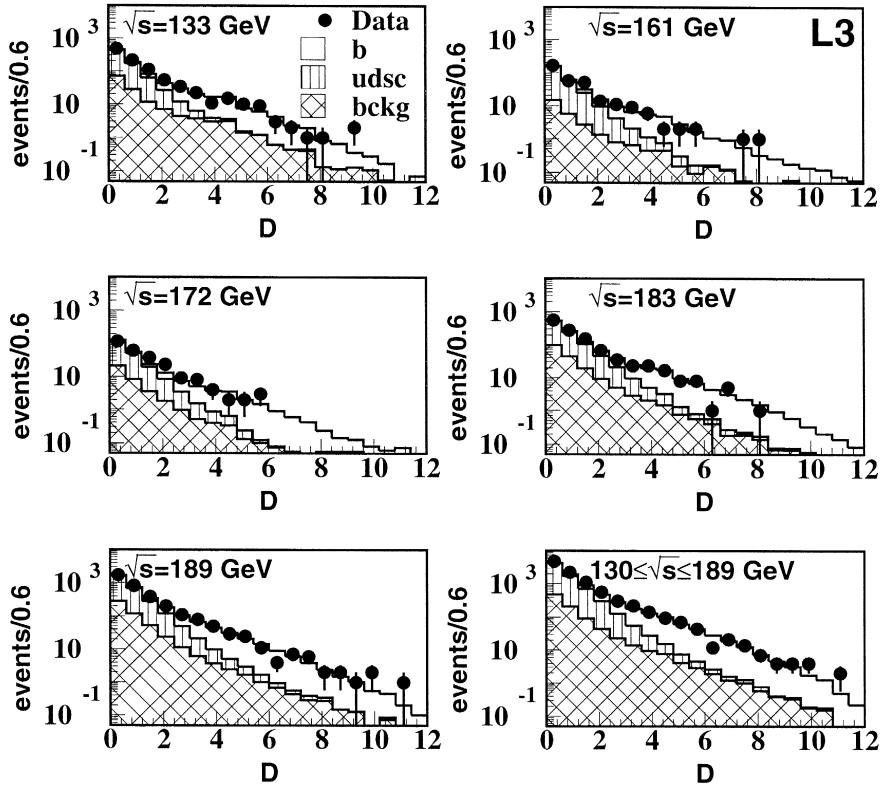 √s=133 GeV
Data
b
udsc
bckg
events/0.6
10 3
10
10 -1
0 2 4 6 8 10 12
D
√s=161 GeV
L3
events/0.6
10 3
10
10 -1
0 2 4 6 8 10 12
D
√s=172 GeV
events/0.6
10 3
10
10 -1
0 2 4 6 8 10 12
D
√s=183 GeV
events/0.6
10 3
10
10 -1
0 2 4 6 8 10 12
D
√s=189 GeV
events/0.6
10 3
10
10 -1
0 2 4 6 8 10 12
D
130≤√s≤189 GeV
events/0.6
10 3
10
10 -1
0 2 4 6 8 10 12
D